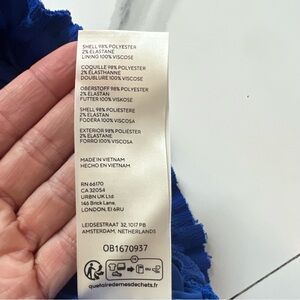 SHELL 98% POLYESTER
2% ELASTANE
LINING 100% VISCOSE
COQUILLE 98% POLYESTER
2% ELASTHANNE
DOUBLURE 100% VISCOSE
OBERSTOFF 98% POLYESTER
2% ELASTAN
FUTTER 100% VISKOSE
SHELL 98% POLIESTERE
2% ELASTAN
FODERA 100% VISCOSA
EXTERIOR 98% POLIÉSTER
2% ELASTANO
FORRO 100% VISCOSA
MADE IN VIETNAM
HECHO EN VIETNAM
RN 66170
CA 32054
URBN UK Ltd
146 Brick Lane,
LONDON, E1 6RU
LEIDSESTRAAT 32, 1017 PB
AMSTERDAM, NETHERLANDS
OB1670937
FR
OU
quefairedemesdechets.fr